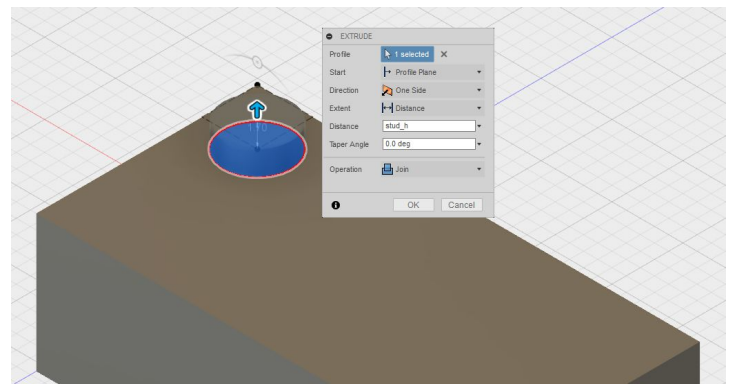 EXTRUDE
Profile 1 selected
Start Profile Plane
Direction One Side
Extent Distance
Distance stud_h
Taper Angle 0.0 deg
Operation Join
OK Cancel